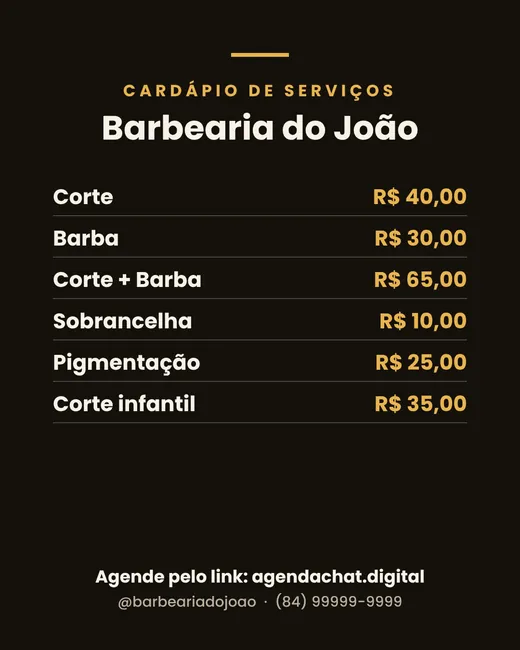 CARDÁPIO DE SERVIÇOS
Barbearia do João
Corte R$ 40,00
Barba R$ 30,00
Corte + Barba R$ 65,00
Sobrancelha R$ 10,00
Pigmentação R$ 25,00
Corte infantil R$ 35,00
Agende pelo link: agendachat.digital
@barbeariadojoao · (84) 99999-9999